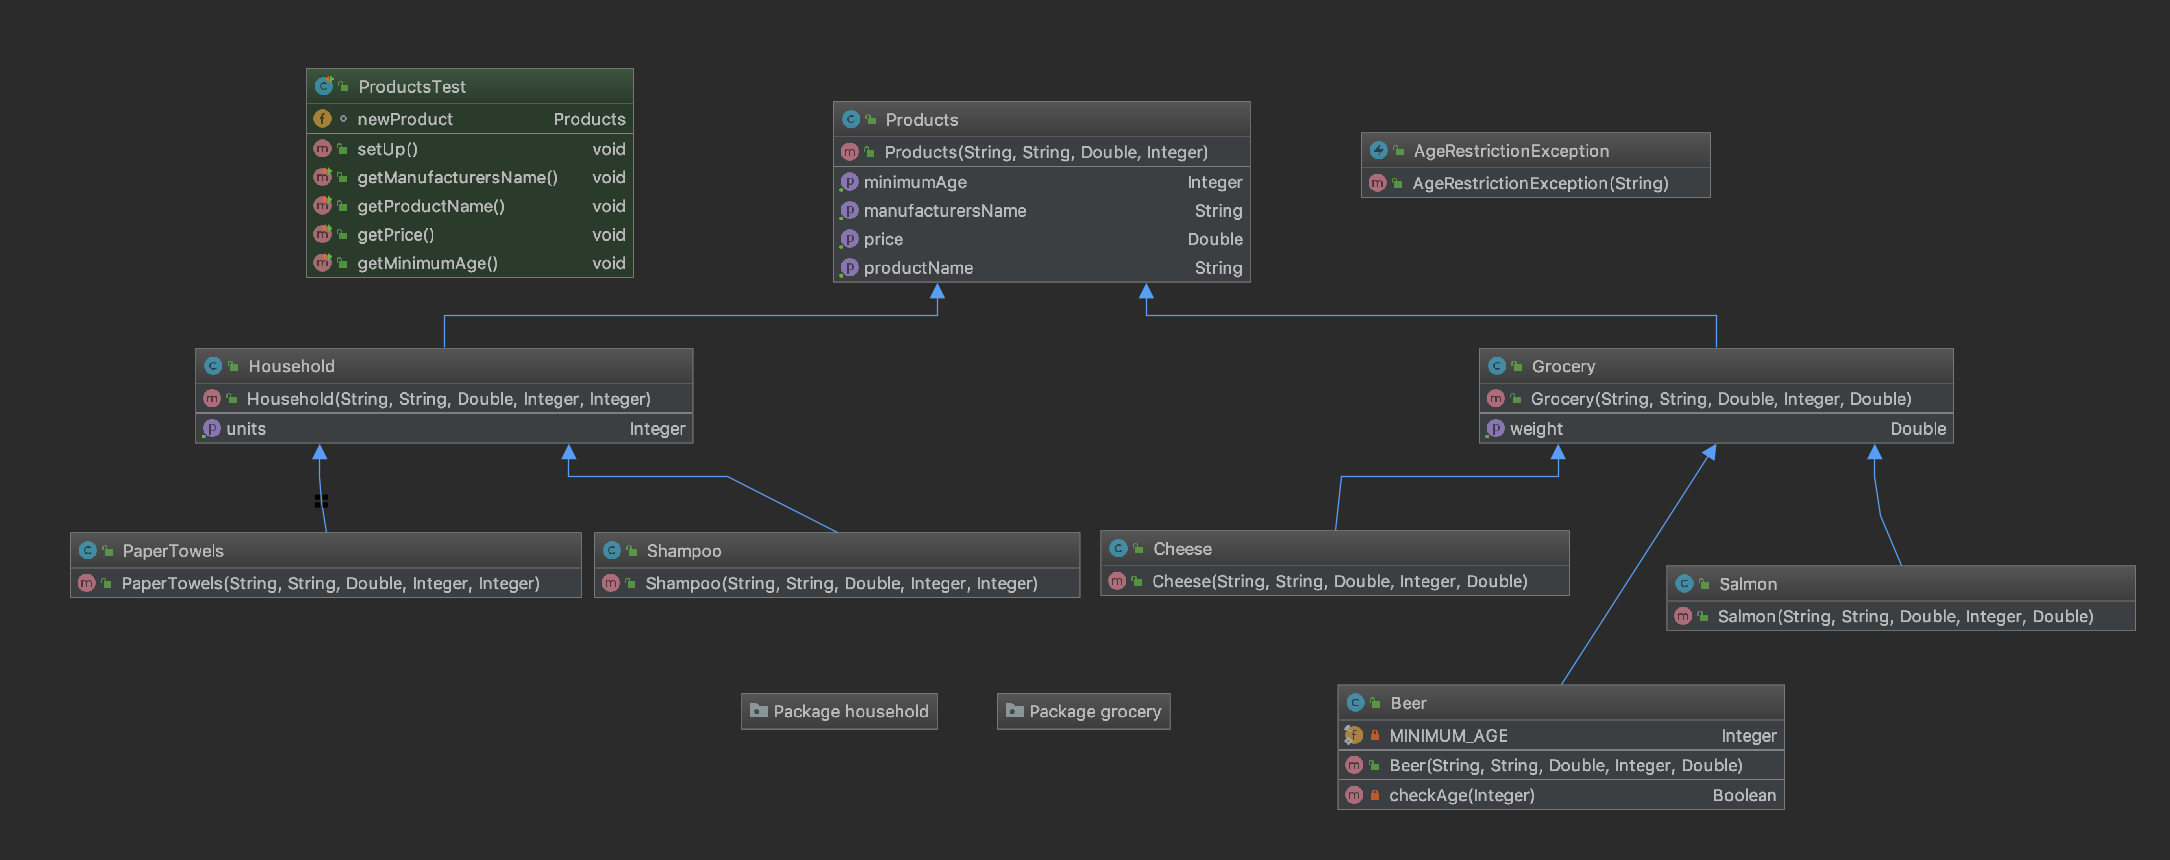 ProductsTest
newProduct Products
setUp() void
getManufacturersName() void
getProductName() void
getPrice() void
getMinimumAge() void
Products
Products(String, String, Double, Integer)
minimumAge Integer
manufacturersName String
price Double
productName String
AgeRestrictionException
AgeRestrictionException(String)
Household
Household(String, String, Double, Integer, Integer)
units Integer
Grocery
Grocery(String, String, Double, Integer, Double)
weight Double
PaperTowels
PaperTowels(String, String, Double, Integer, Integer)
Shampoo
Shampoo(String, String, Double, Integer, Integer)
Cheese
Cheese(String, String, Double, Integer, Double)
Salmon
Salmon(String, String, Double, Integer, Double)
Package household
Package grocery
Beer
MINIMUM_AGE Integer
Beer(String, String, Double, Integer, Double)
checkAge(Integer) Boolean